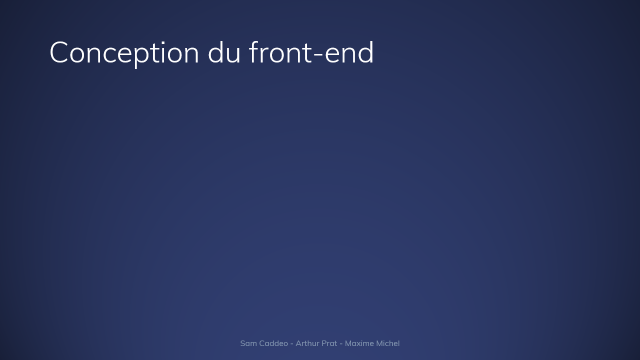 Conception du front-end
Sam Caddeo - Arthur Prat - Maxime Michel